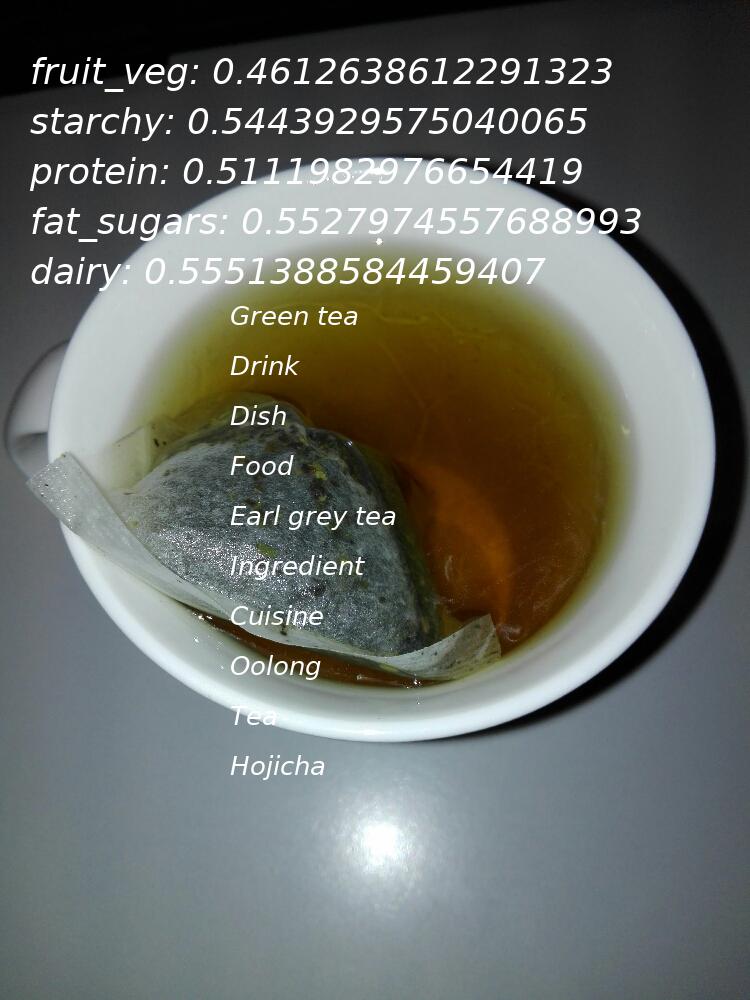 fruit_veg: 0.4612638612291323
starchy: 0.5443929575040065
protein: 0.5111982976654419
fat_sugars: 0.5527974557688993
dairy: 0.5551388584459407
Green tea
Drink
Dish
Food
Earl grey tea
Ingredient
Cuisine
Oolong
Tea
Hojicha